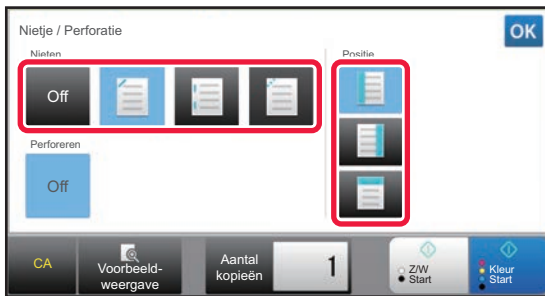 Nietje / Perforatie
OK
Nieten
Positie
Off
Perforeren
Off
CA
Voorbeeld-
weergave
Aantal
kopieën
1
Z/W
Start
Kleur
Start